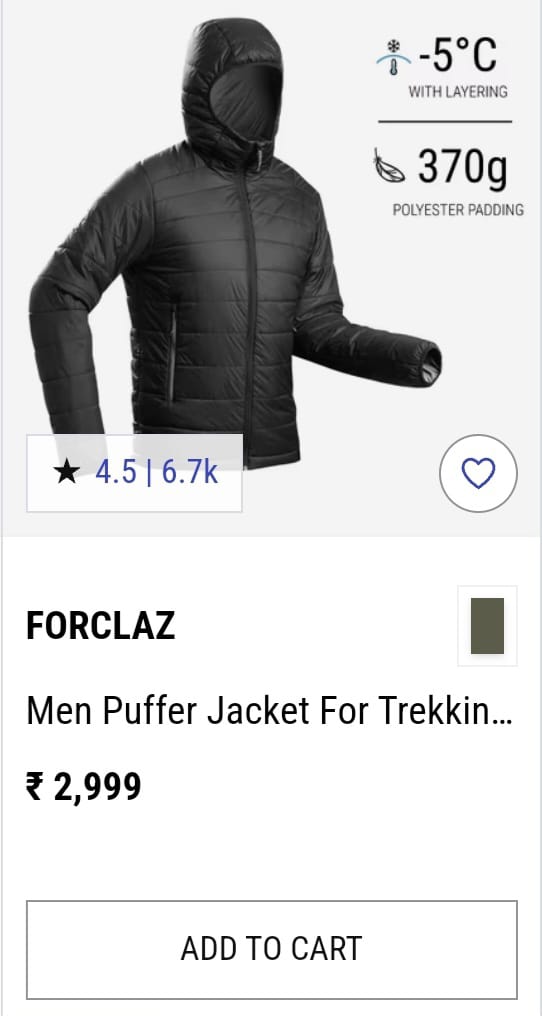 -5°C
WITH LAYERING
370g
POLYESTER PADDING
★ 4.5 | 6.7k
FORCLAZ
Men Puffer Jacket For Trekkin...
₹ 2,999
ADD TO CART